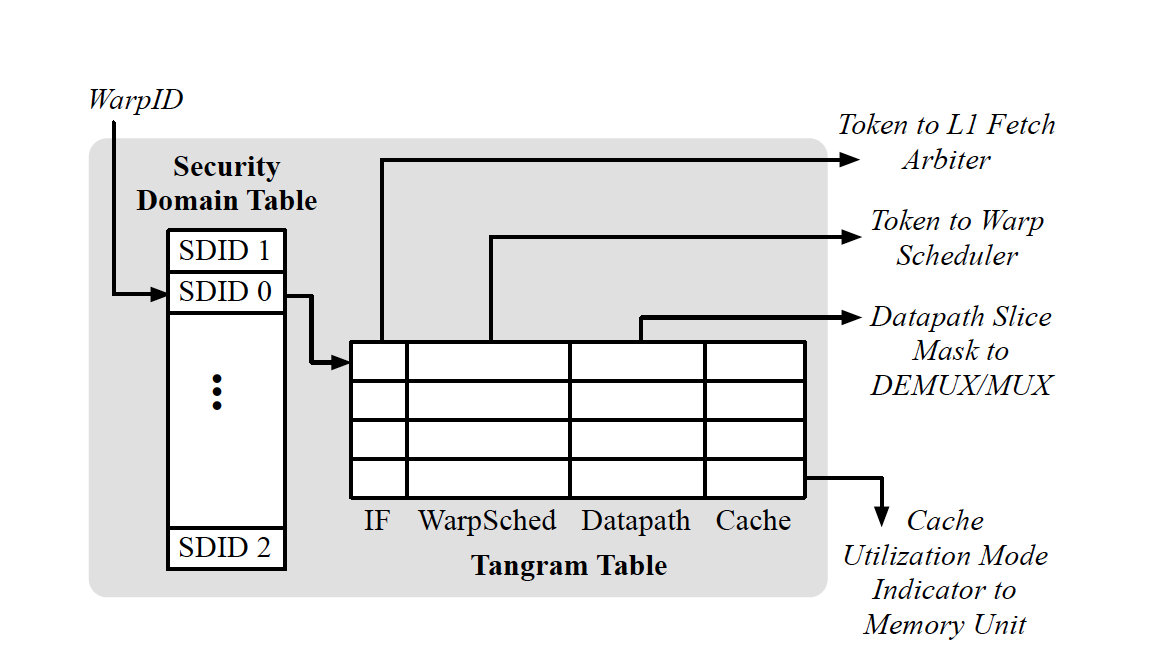 WarpID
Security
Domain Table
SDID 1
SDID 0
SDID 2
IF
WarpSched
Datapath
Cache
Tangram Table
Token to L1 Fetch
Arbiter
Token to Warp
Scheduler
Datapath Slice
Mask to
DEMUX/MUX
Cache
Utilization Mode
Indicator to
Memory Unit